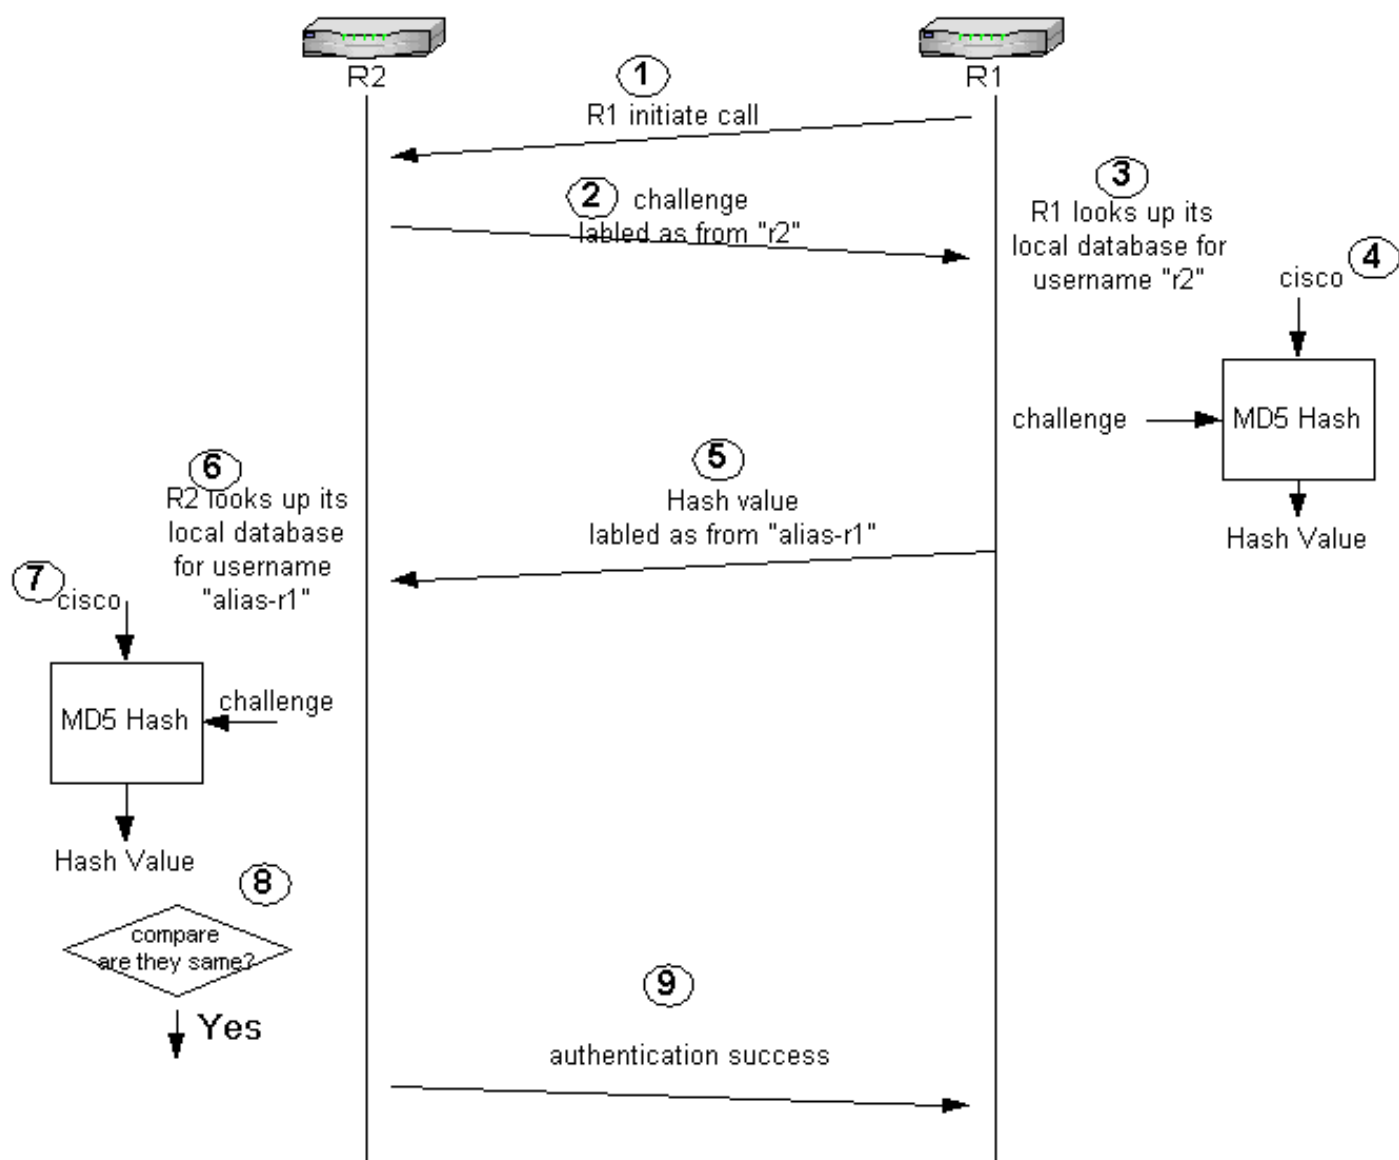 R2
R1
1
R1 initiate call
2
challenge
labled as from "r2"
3
R1 looks up its
local database for
username "r2"
4
cisco
challenge
MD5 Hash
Hash Value
5
Hash value
labled as from "alias-r1"
6
R2 looks up its
local database
for username
"alias-r1"
7
cisco
challenge
MD5 Hash
Hash Value
8
compare
are they same?
Yes
9
authentication success